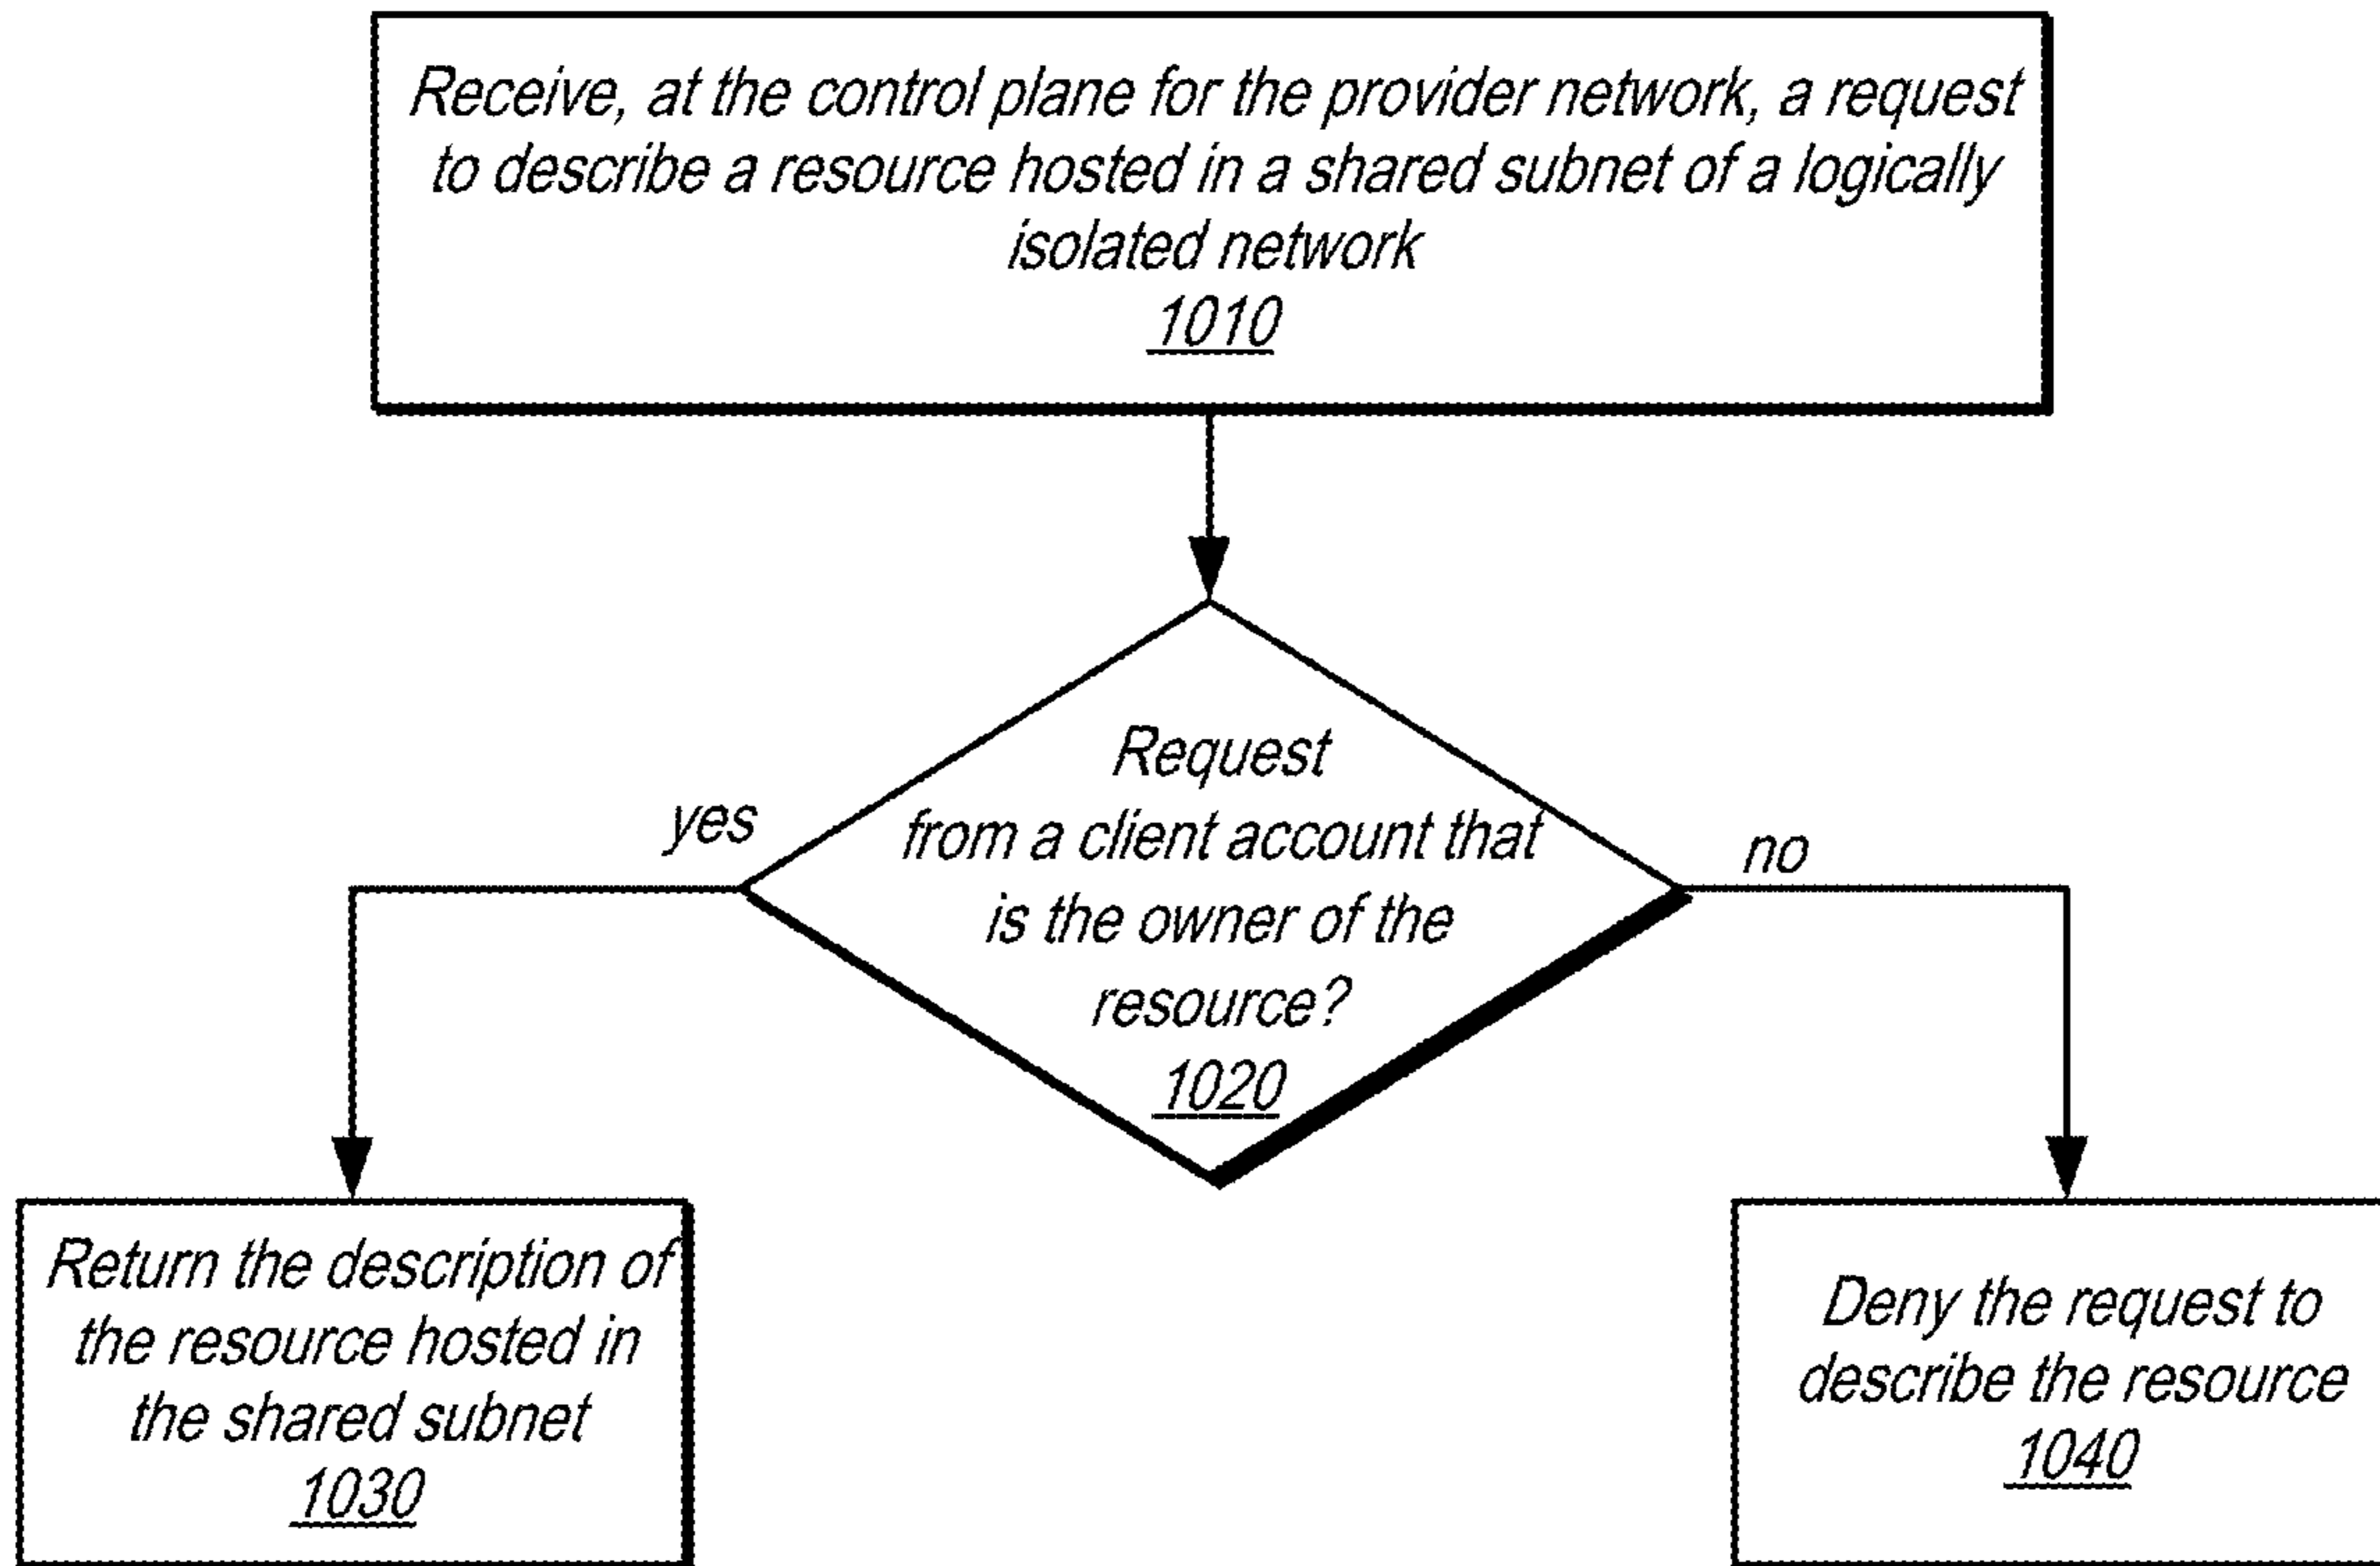 Receive, at the control plane for the provider network, a request
to describe a resource hosted in a shared subnet of a logically
isolated network
1010
Request
from a client account that
is the owner of the
resource?
1020
yes
no
Return the description of
the resource hosted in
the shared subnet
1030
Deny the request to
describe the resource
1040